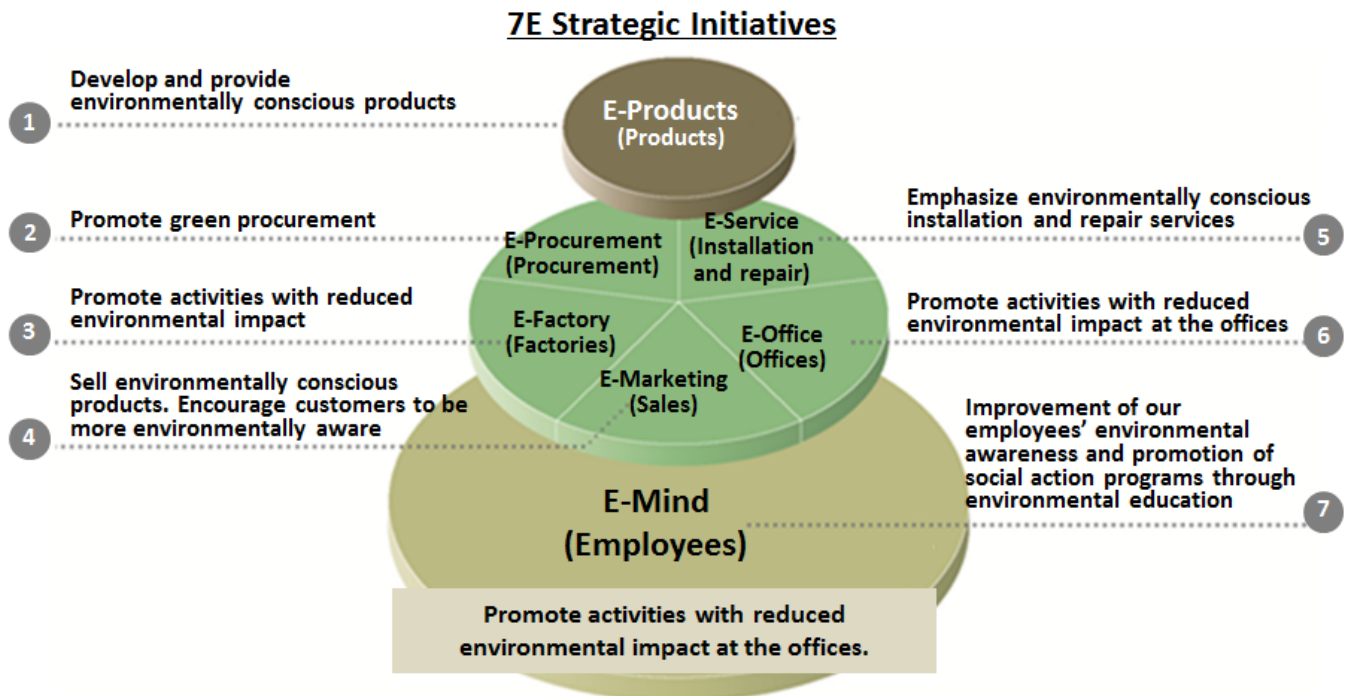 7E Strategic Initiatives
Develop and provide
environmentally conscious products
1
E-Products
(Products)
Promote green procurement
2
E-Procurement
(Procurement)
Promote activities with reduced
environmental impact
3
E-Factory
(Factories)
Sell environmentally conscious
products. Encourage customers to be
more environmentally aware
4
E-Marketing
(Sales)
Emphasize environmentally conscious
installation and repair services
5
E-Service
(Installation
and repair)
Promote activities with reduced
environmental impact at the offices
6
E-Office
(Offices)
Improvement of our
employees’ environmental
awareness and promotion of
social action programs through
environmental education
7
E-Mind
(Employees)
Promote activities with reduced
environmental impact at the offices.